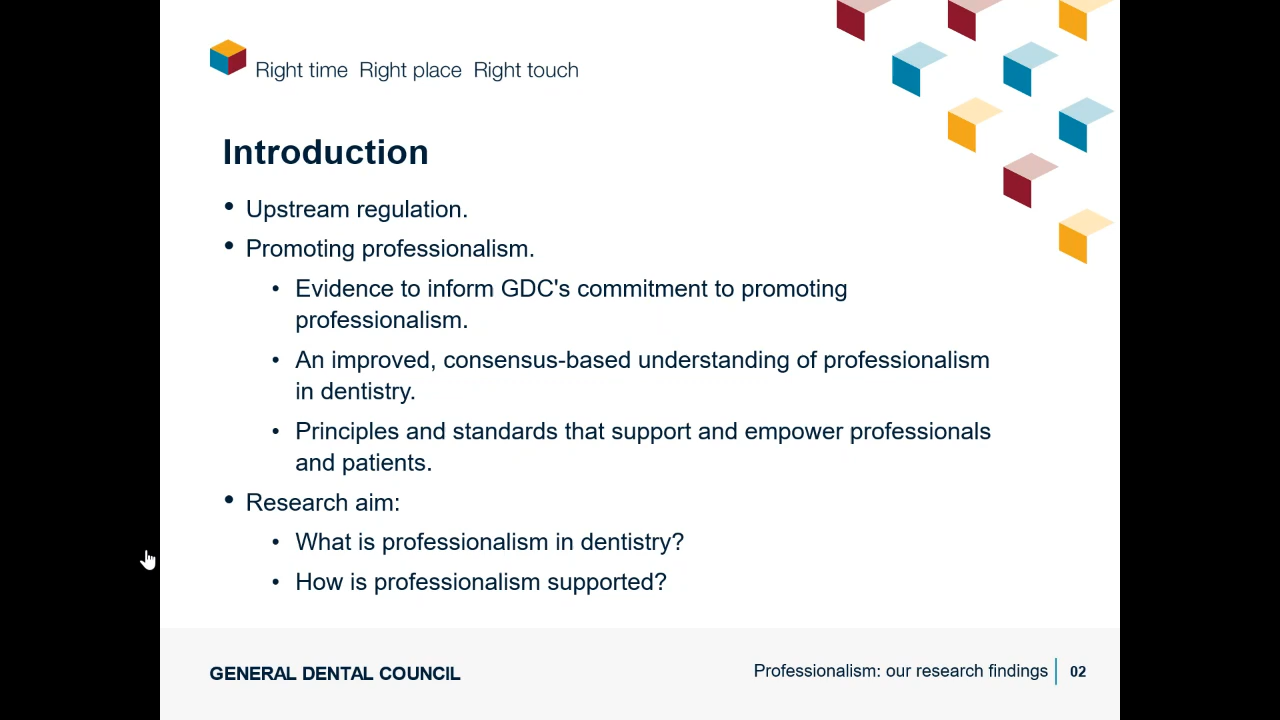 Right time Right place Right touch
Introduction
• Upstream regulation.
• Promoting professionalism.
• Evidence to inform GDC's commitment to promoting
professionalism.
• An improved, consensus-based understanding of professionalism
in dentistry.
• Principles and standards that support and empower professionals
and patients.
• Research aim:
• What is professionalism in dentistry?
• How is professionalism supported?
GENERAL DENTAL COUNCIL
Professionalism: our research findings 02